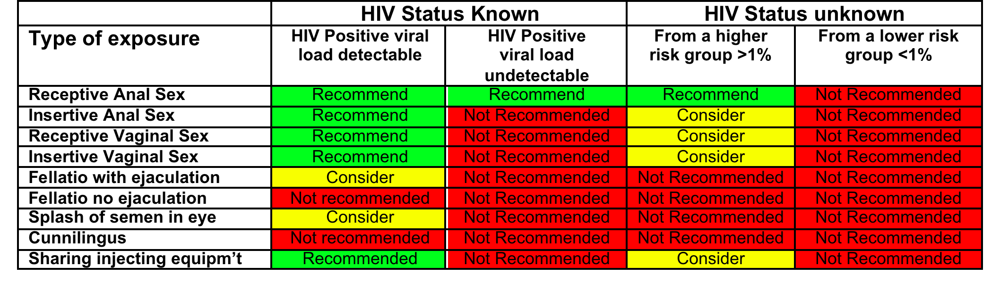 HIV Status Known HIV Status unknown
Type of exposure
HIV Positive viral
load detectable
HIV Positive
viral load
undetectable
From a higher
risk group >1%
From a lower risk
group <1%
Receptive Anal Sex Recommend Recommend Recommend Not Recommended
Insertive Anal Sex Recommend Not Recommended Consider Not Recommended
Receptive Vaginal Sex Recommend Not Recommended Consider Not Recommended
Insertive Vaginal Sex Recommend Not Recommended Consider Not Recommended
Fellatio with ejaculation Consider Not Recommended Not Recommended Not Recommended
Fellatio no ejaculation Not recommended Not Recommended Not Recommended Not Recommended
Splash of semen in eye Consider Not Recommended Not Recommended Not Recommended
Cunnilingus Not recommended Not Recommended Not Recommended Not Recommended
Sharing injecting equipm’t Recommended Not Recommended Consider Not Recommended